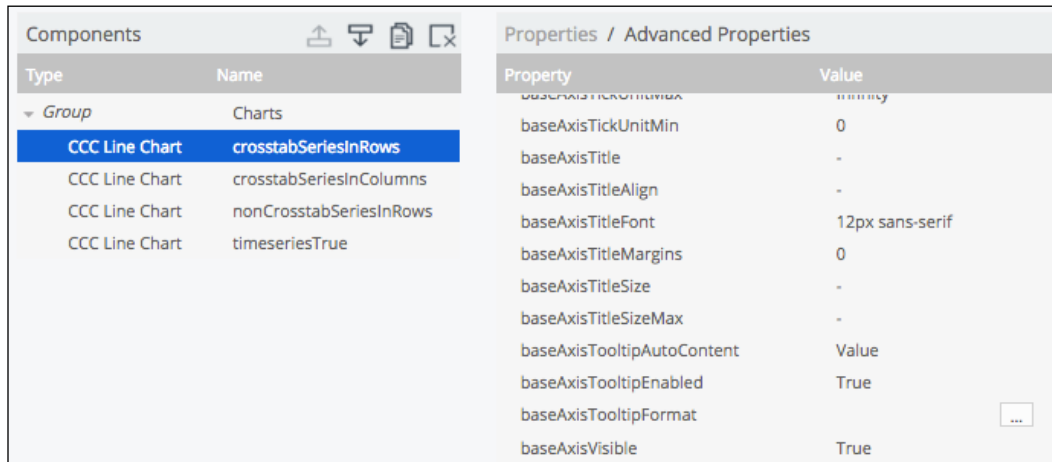 Components
Type Name
Group Charts
CCC Line Chart crosstabSeriesInRows
CCC Line Chart crosstabSeriesInColumns
CCC Line Chart nonCrosstabSeriesInRows
CCC Line Chart timeseriesTrue
Properties / Advanced Properties
Property Value
baseAxisTickUnitMax Infinity
baseAxisTickUnitMin 0
baseAxisTitle -
baseAxisTitleAlign -
baseAxisTitleFont 12px sans-serif
baseAxisTitleMargins 0
baseAxisTitleSize -
baseAxisTitleSizeMax -
baseAxisTooltipAutoContent Value
baseAxisTooltipEnabled True
baseAxisTooltipFormat ...
baseAxisVisible True